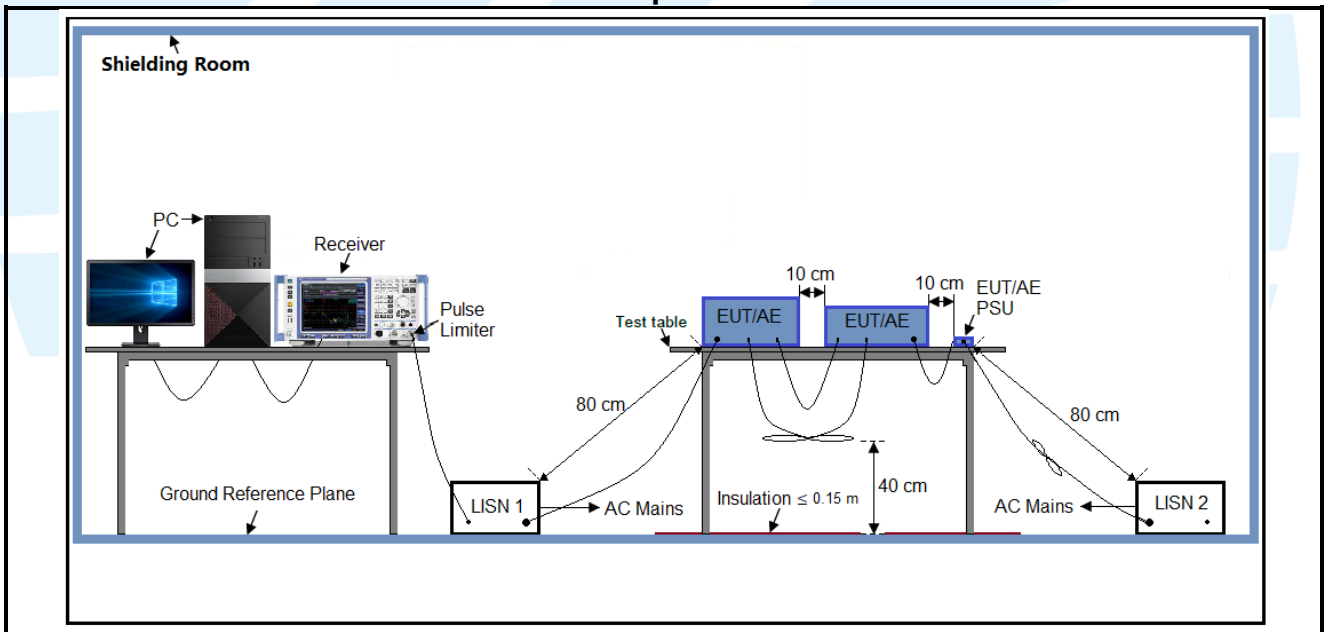 Shielding Room
PC
Receiver
Pulse
Limiter
Test table
10 cm
10 cm
EUT/AE
PSU
EUT/AE
EUT/AE
80 cm
80 cm
40 cm
Ground Reference Plane
LISN 1
AC Mains
Insulation ≤ 0.15 m
AC Mains
LISN 2